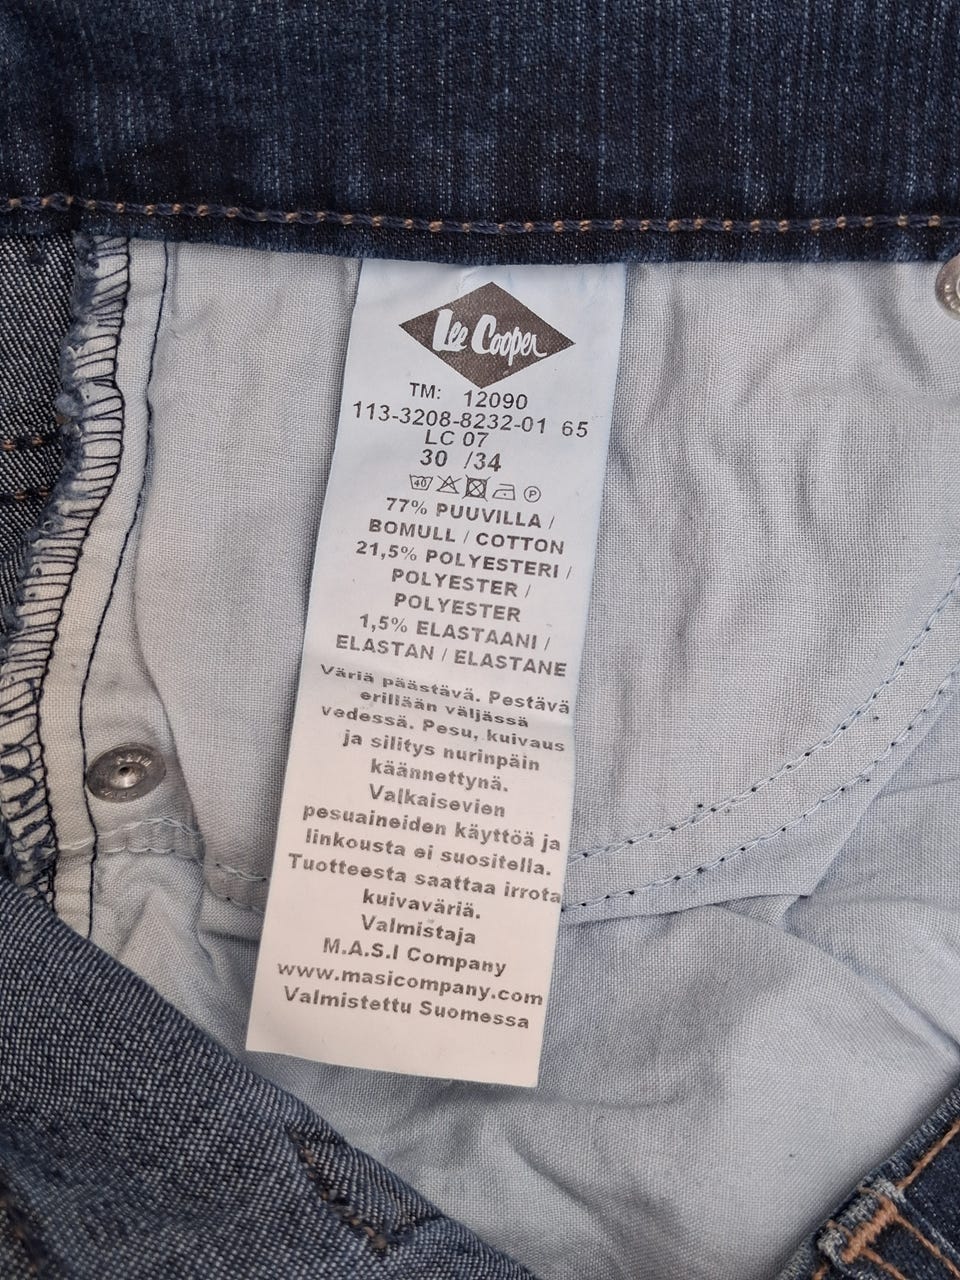 Lee Cooper
TM: 12090
113-3208-8232-01 65
LC 07
30 /34
40 P
77% PUUVILLA /
BOMULL / COTTON
21,5% POLYESTERI /
POLYESTER /
POLYESTER
1,5% ELASTAANI /
ELASTAN / ELASTANE
Väriä päästävä. Pestävä
erillään väljässä
vedessä. Pesu, kuivaus
ja silitys nurinpäin
käännettynä.
Valkaisevien
pesuaineiden käyttöä ja
linkousta ei suositella.
Tuotteesta saattaa irrota
kuivaväriä.
Valmistaja
M.A.S.I Company
www.masicompany.com
Valmistettu Suomessa